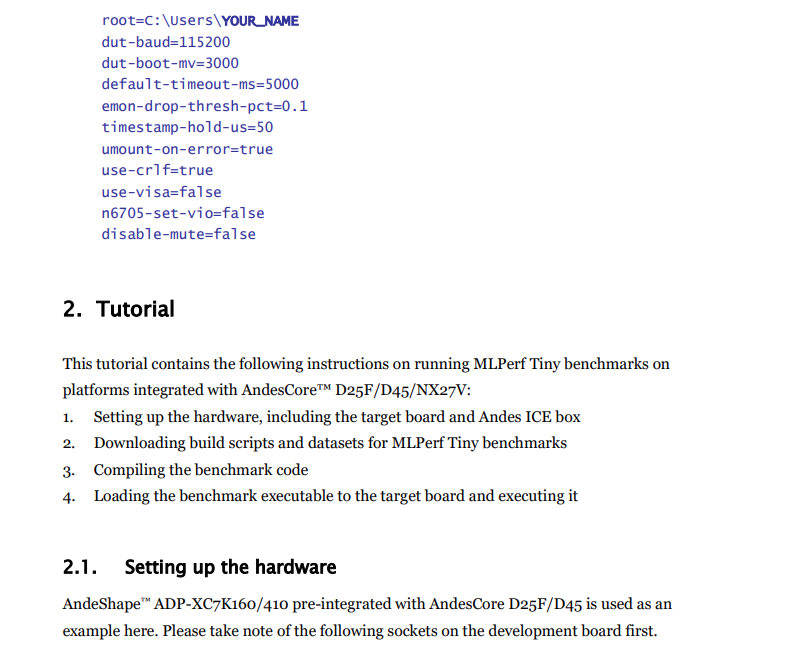 root=C:\Users\YOUR_NAME
dut-baud=115200
dut-boot-mv=3000
default-timeout-ms=5000
emon-drop-thresh-pct=0.1
timestamp-hold-us=50
umount-on-error=true
use-crlf=true
use-visa=false
n6705-set-vio=false
disable-mute=false
2. Tutorial
This tutorial contains the following instructions on running MLPerf Tiny benchmarks on
platforms integrated with AndesCore™ D25F/D45/NX27V:
1. Setting up the hardware, including the target board and Andes ICE box
2. Downloading build scripts and datasets for MLPerf Tiny benchmarks
3. Compiling the benchmark code
4. Loading the benchmark executable to the target board and executing it
2.1. Setting up the hardware
AndeShape™ ADP-XC7K160/410 pre-integrated with AndesCore D25F/D45 is used as an
example here. Please take note of the following sockets on the development board first.